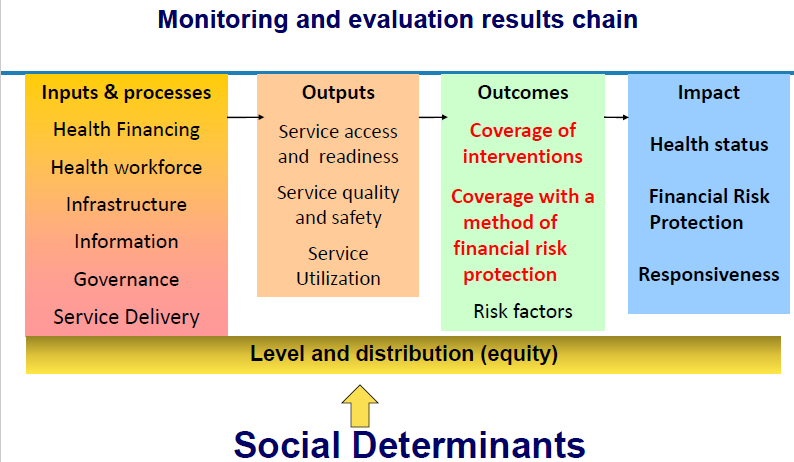 Monitoring and evaluation results chain
Inputs & processes
Health Financing
Health workforce
Infrastructure
Information
Governance
Service Delivery
Outputs
Service access
and readiness
Service quality
and safety
Service
Utilization
Outcomes
Coverage of
interventions
Coverage with a
method of
financial risk
protection
Risk factors
Impact
Health status
Financial Risk
Protection
Responsiveness
Level and distribution (equity)
Social Determinants